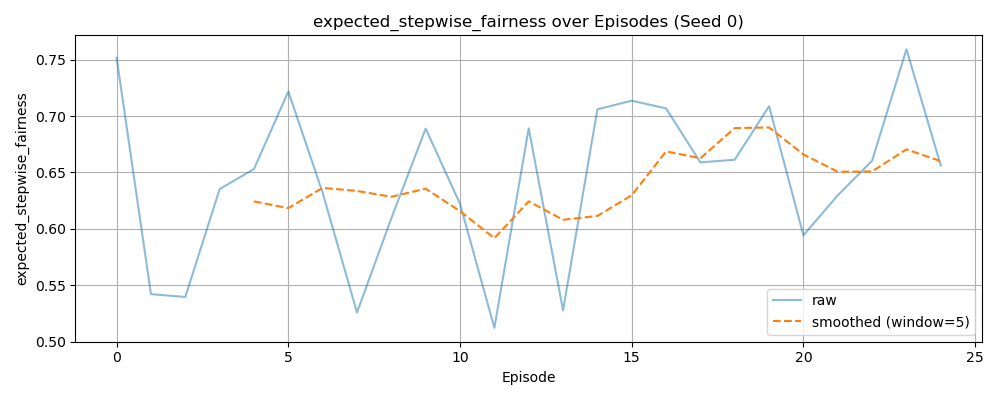 expected_stepwise_fairness over Episodes (Seed 0)
expected_stepwise_fairness
0.75
0.70
0.65
0.60
0.55
0.50
0
5
10
15
20
25
Episode
raw
smoothed (window=5)